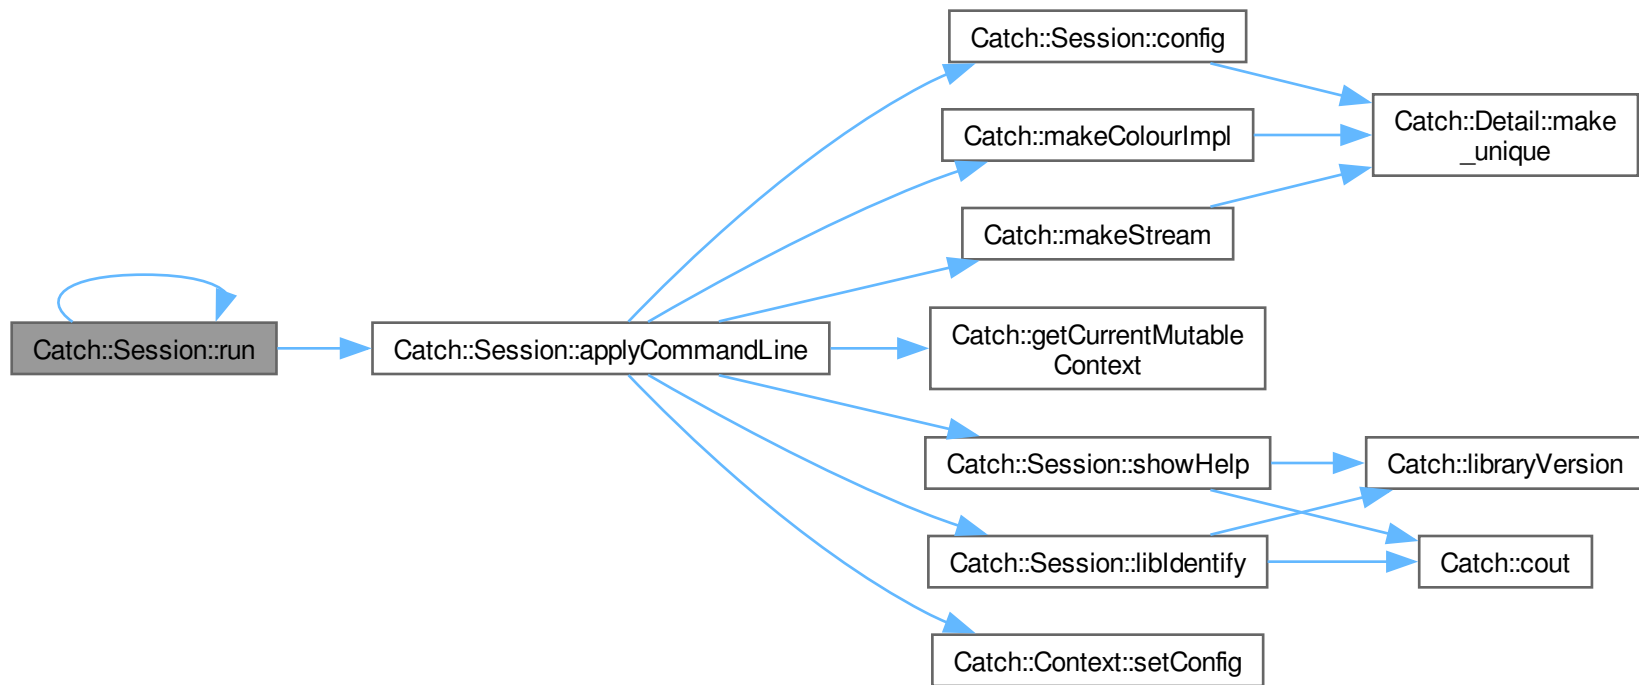 Catch::Session::run
Catch::Session::applyCommandLine
Catch::Session::config
Catch::makeColourImpl
Catch::makeStream
Catch::getCurrentMutable
Context
Catch::Session::showHelp
Catch::Session::libIdentify
Catch::Context::setConfig
Catch::Detail::make
_unique
Catch::libraryVersion
Catch::cout